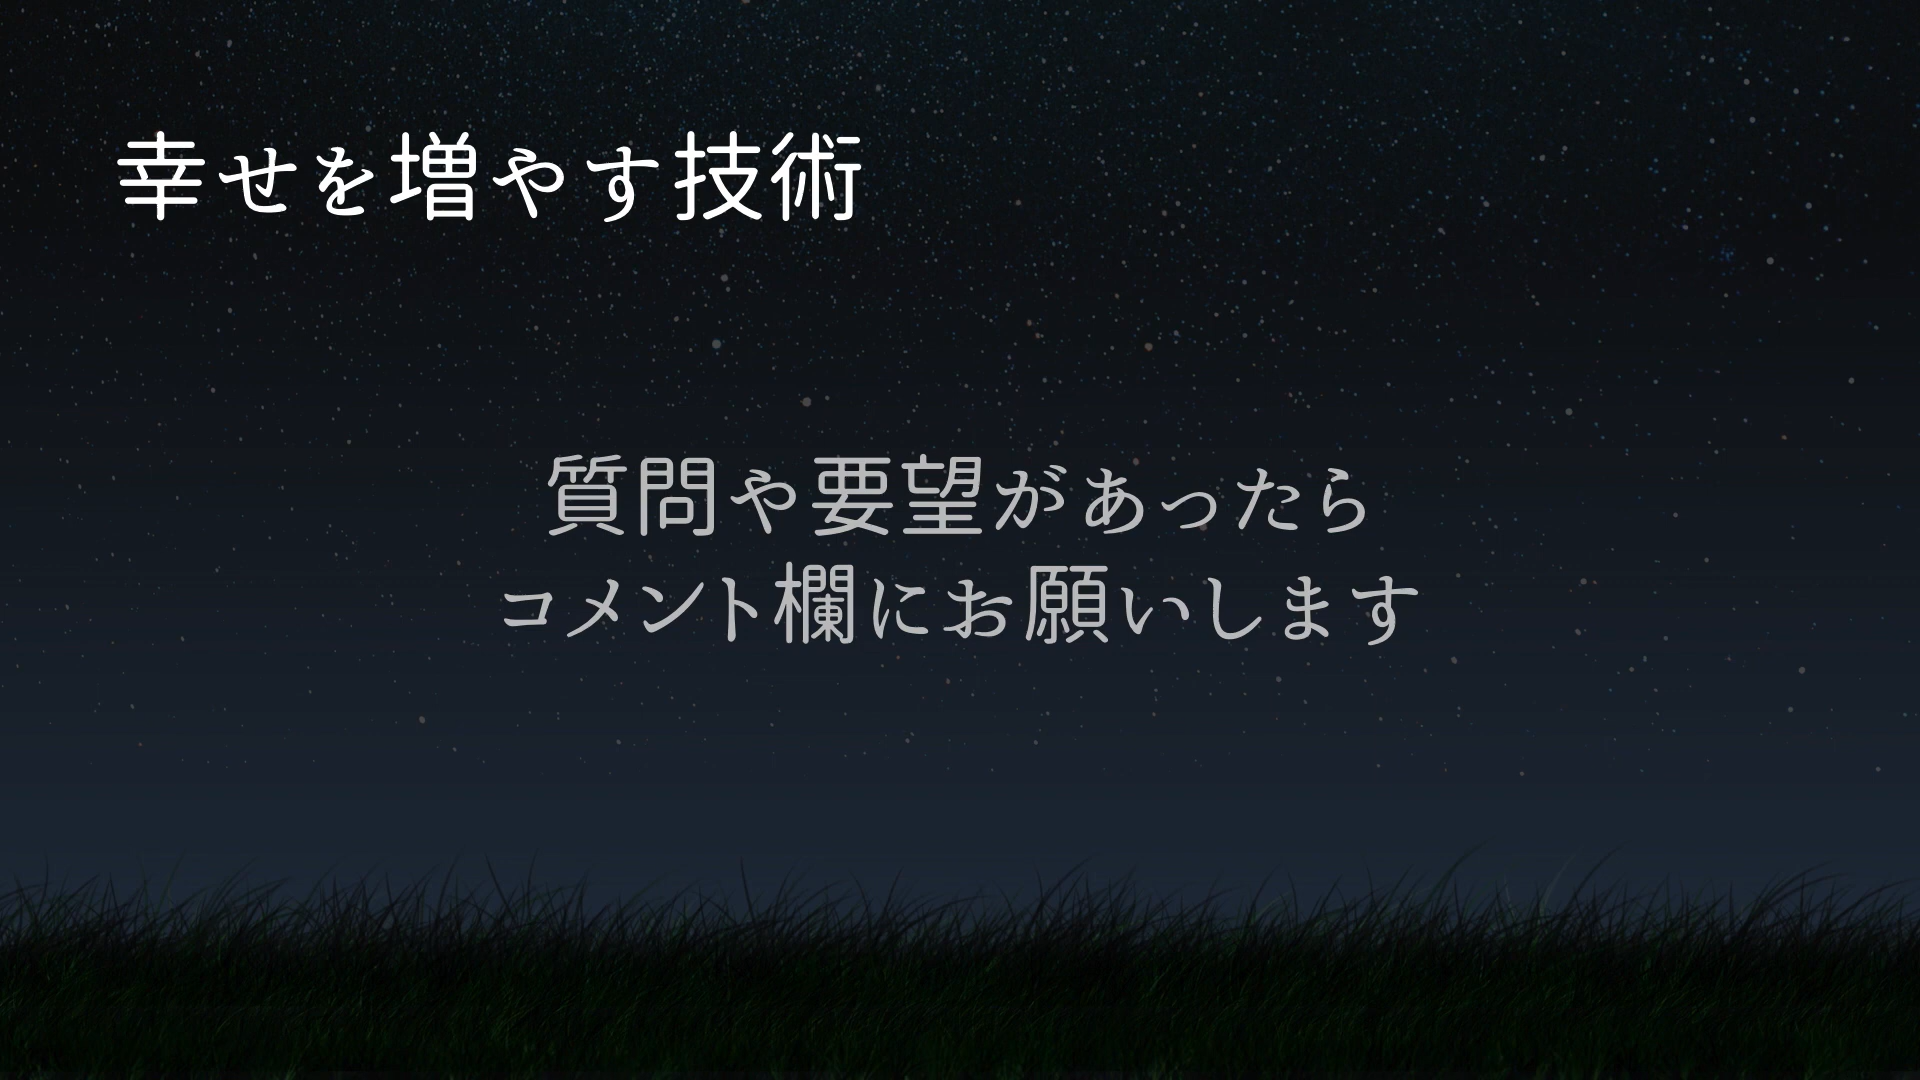 幸せを増やす技術
質問や要望があったら
コメント欄にお願いします